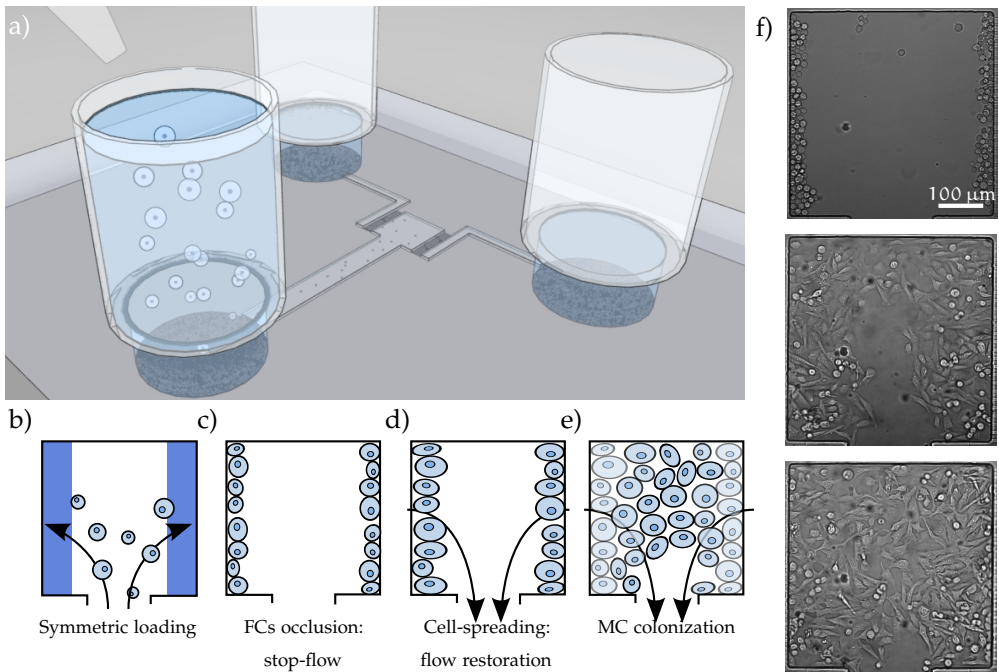 a)
f)
100 µm
b)
c)
d)
e)
Symmetric loading
FCs occlusion:
stop-flow
Cell-spreading:
flow restoration
MC colonization